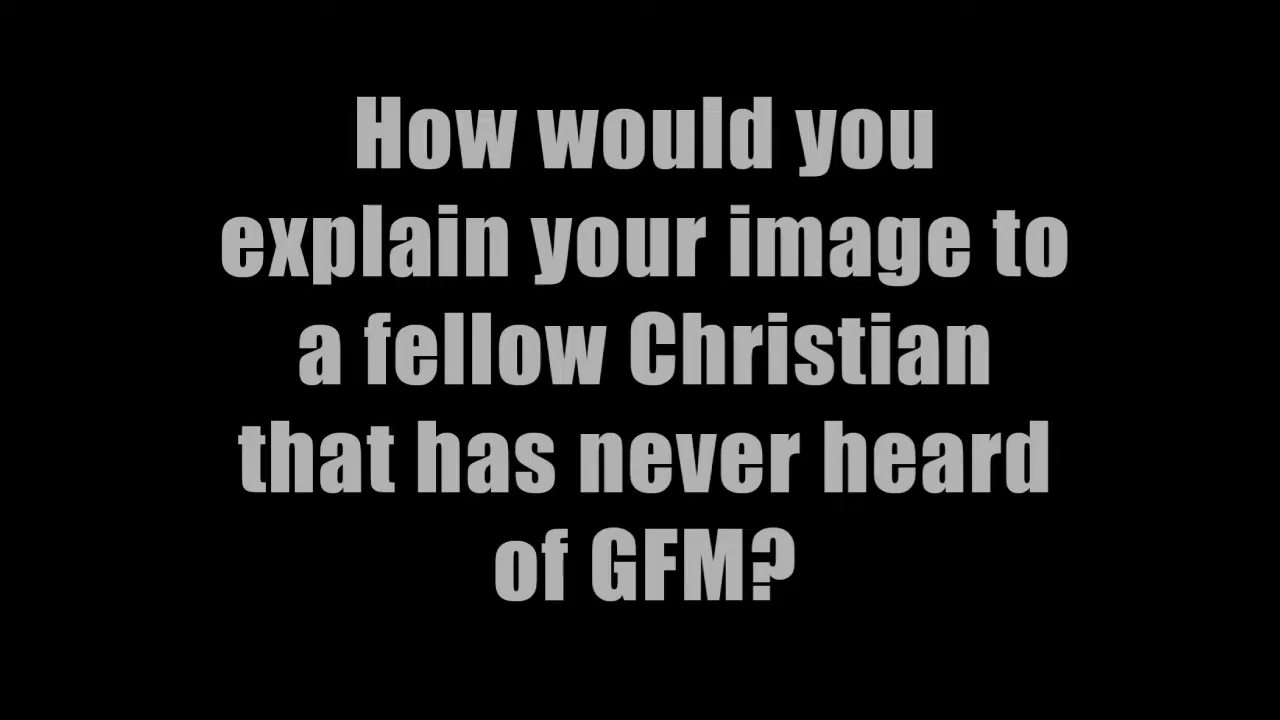 How would you
explain your image to
a fellow Christian
that has never heard
of GFM?